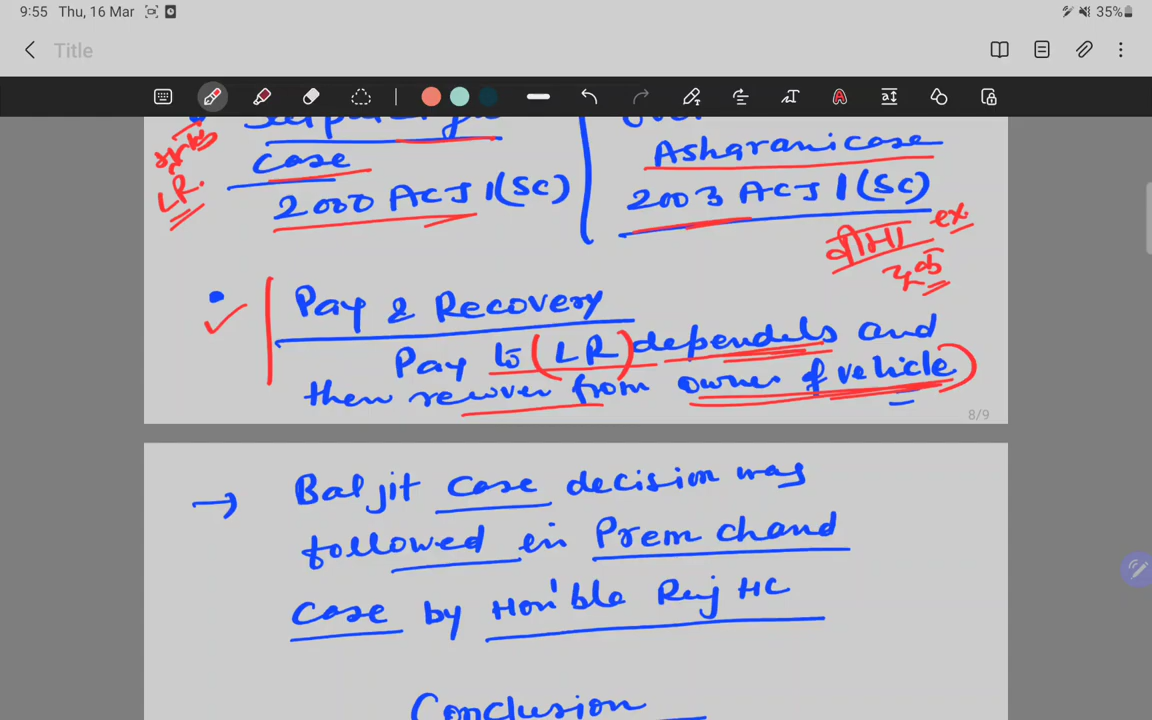 9:55 Thu, 16 Mar
35%
Title
case
2000 ACJ 1(SC)
LR.
Asharani case
2003 ACJ 1(SC)
बीमा ex
Pay & Recovery
Pay to (LR) dependels and
then recover from owner of vehicle)
8/9
→ Baljit case decision was
followed in Prem chand
case by Hon'ble Raj HC
Conclusion